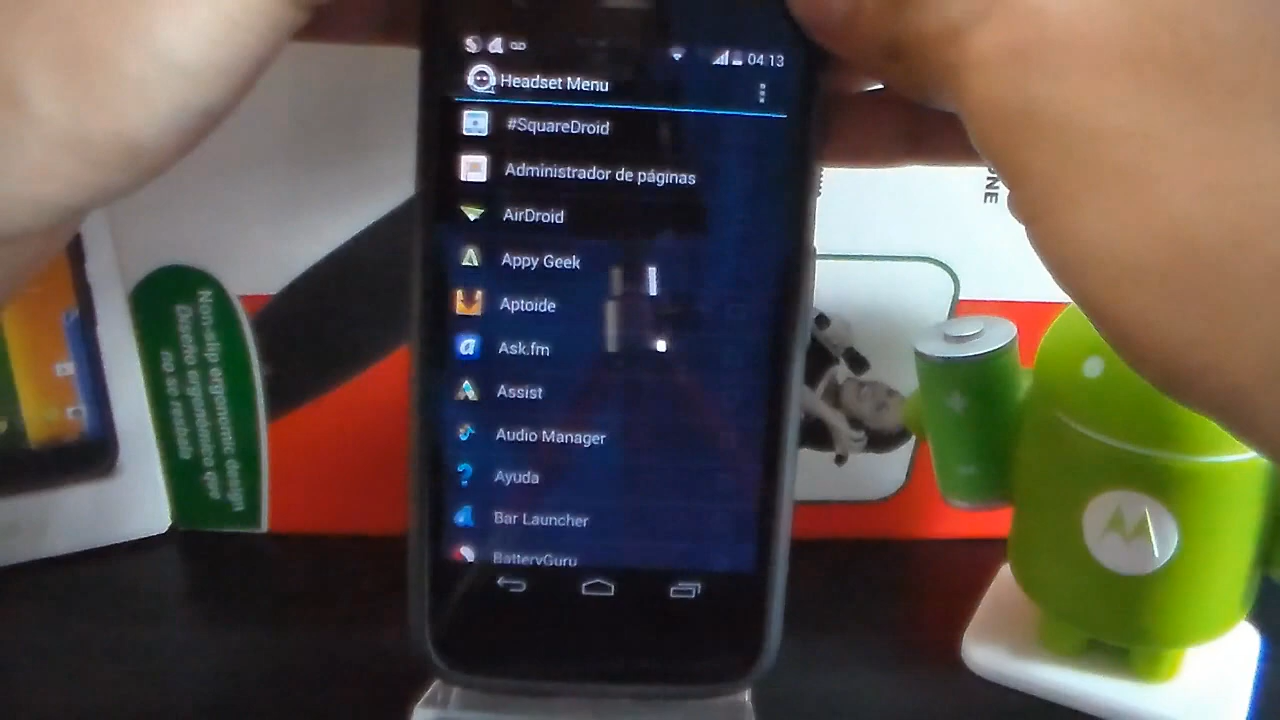 04:13
Headset Menu
#SquareDroid
Administrador de páginas
AirDroid
Appy Geek
Aptoide
Ask.fm
Assist
Audio Manager
Ayuda
Bar Launcher
BatteryGuru
Non-slip ergonomic design
Diseño ergonómico que
no se resbala